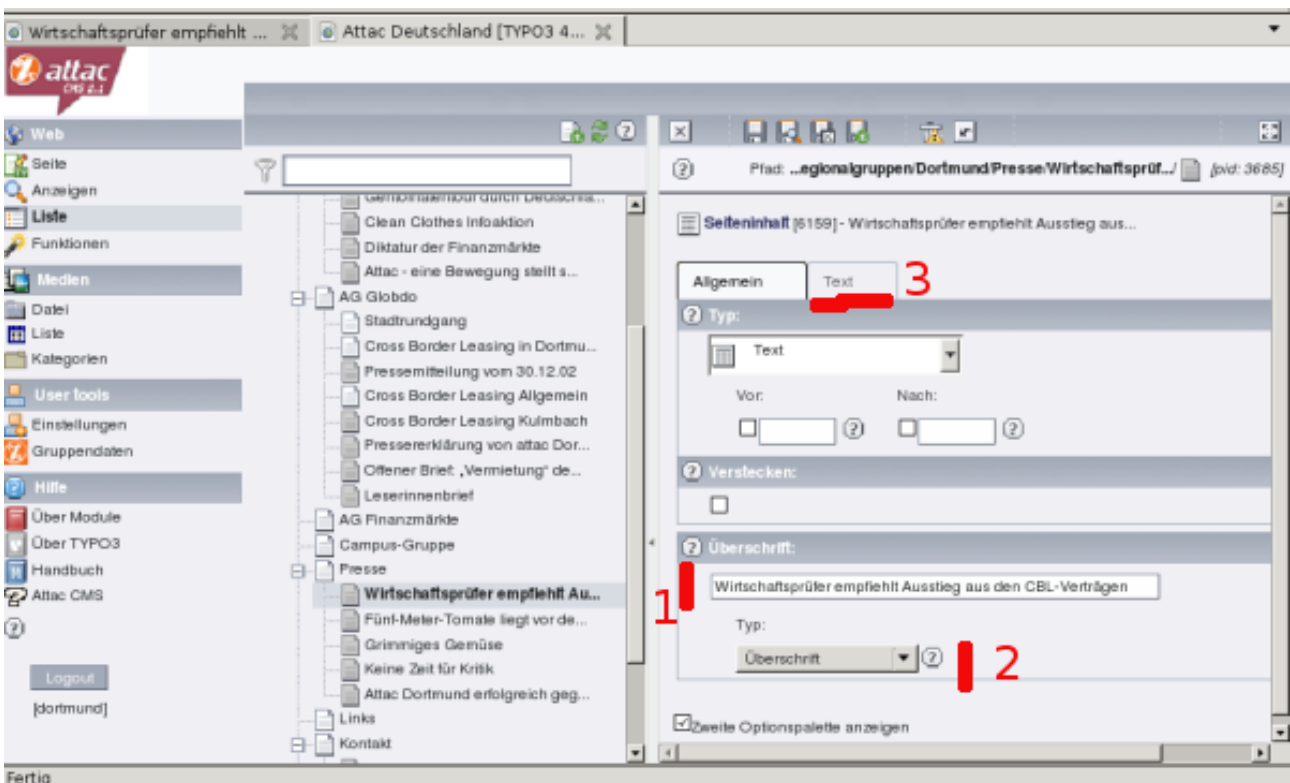 Wirtschaftsprüfer empfiehlt ...
Attac Deutschland [TYPO3 4...
attac
CMS 2.1
Web
Seite
Anzeigen
Liste
Funktionen
Medien
Datei
Liste
Kategorien
User tools
Einstellungen
Gruppendaten
Hilfe
Über Module
Über TYPO3
Handbuch
Attac CMS
Logout
[dortmund]
Clean Clothes Infoaktion
Diktatur der Finanzmärkte
Attac - eine Bewegung stellt s...
AG Globdo
Stadtrundgang
Cross Border Leasing in Dortmu...
Pressemitteilung vom 30.12.02
Cross Border Leasing Allgemein
Cross Border Leasing Kulmbach
Pressererklärung von attac Dor...
Offener Brief: „Vermietung" de...
Leserinnenbrief
AG Finanzmärkte
Campus-Gruppe
Presse
Wirtschaftsprüfer empfiehlt Au...
Fünf-Meter-Tomate liegt vor de...
Grimmiges Gemüse
Keine Zeit für Kritik
Attac Dortmund erfolgreich geg...
Links
Kontakt
Pfad: ...egionalgruppen/Dortmund/Presse/Wirtschaftsprüf.../ [pid: 3685]
Seiteninhalt [6159] - Wirtschaftsprüfer empfiehlt Ausstieg aus...
Allgemein
Text
3
Typ:
Text
Vor:
Nach:
Verstecken:
Überschrift:
1
Wirtschaftsprüfer empfiehlt Ausstieg aus den CBL-Verträgen
Typ:
Überschrift
2
Zweite Optionspalette anzeigen
Fertig